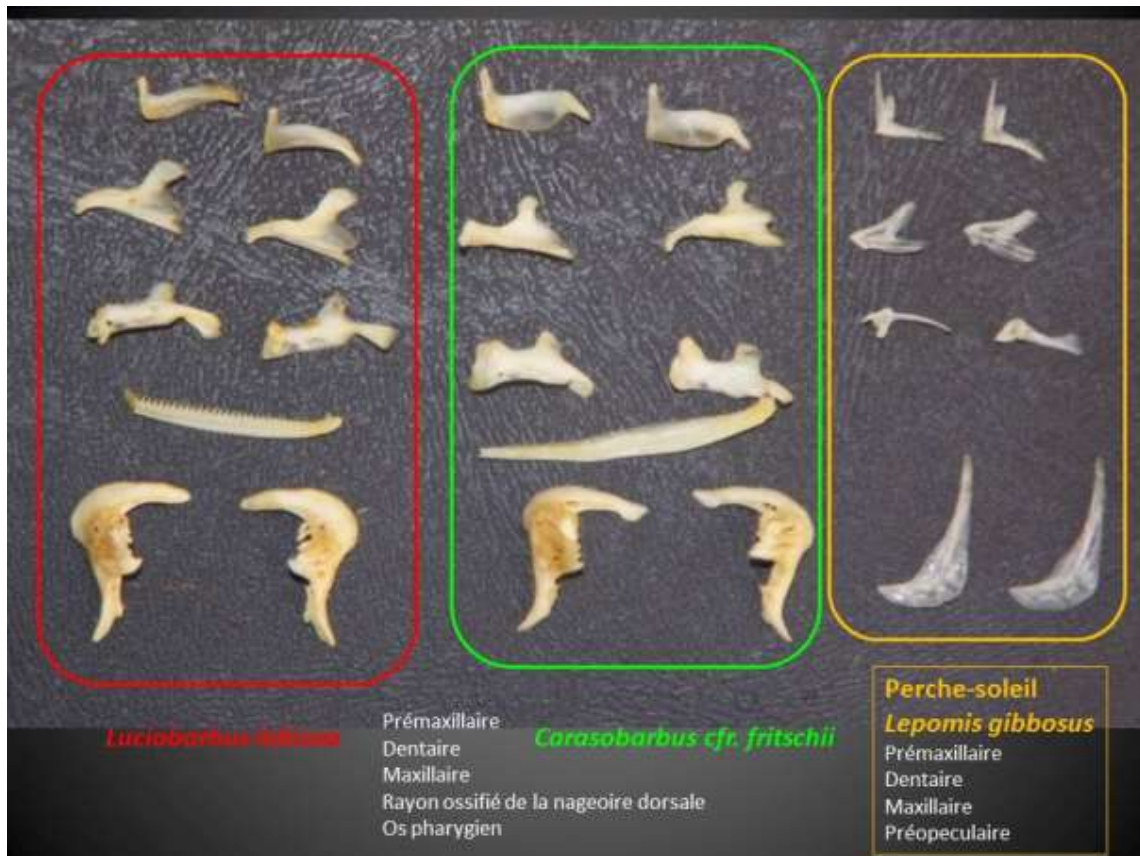 Luciobarbus
Prémaxillaire
Dentaire
Maxillaire
Rayon ossifié de la nageoire dorsale
Os pharygien
Carasobarbus cfr. fritschii
Perche-soleil
Lepomis gibbosus
Prémaxillaire
Dentaire
Maxillaire
Préopeculaire